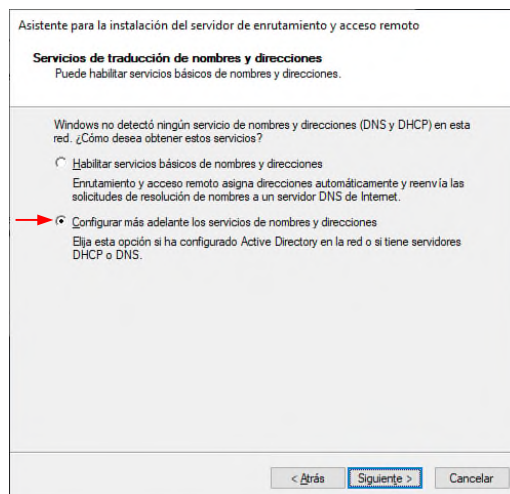 Asistente para la instalación del servidor de enrutamiento y acceso remoto
Servicios de traducción de nombres y direcciones
Puede habilitar servicios básicos de nombres y direcciones.
Windows no detectó ningún servicio de nombres y direcciones (DNS y DHCP) en esta
red. ¿Cómo desea obtener estos servicios?
Habilitar servicios básicos de nombres y direcciones
Enrutamiento y acceso remoto asigna direcciones automáticamente y reenvía las
solicitudes de resolución de nombres a un servidor DNS de Internet.
Configurar más adelante los servicios de nombres y direcciones
Elija esta opción si ha configurado Active Directory en la red o si tiene servidores
DHCP o DNS.
< Atrás Siguiente > Cancelar